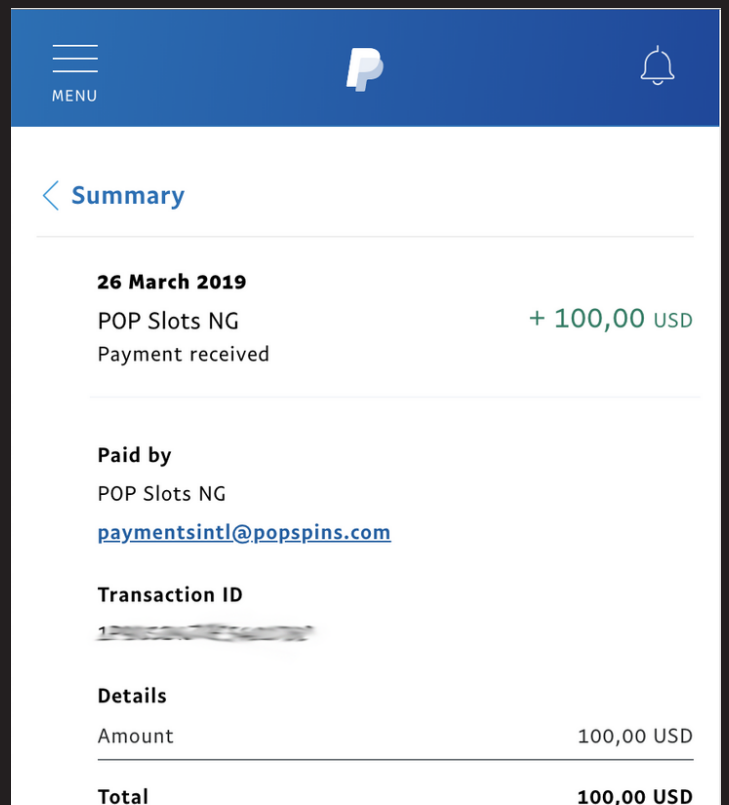 MENU
Summary
26 March 2019
POP Slots NG
+ 100,00 USD
Payment received
Paid by
POP Slots NG
paymentsintl@popspins.com
Transaction ID
Details
Amount 100,00 USD
Total 100,00 USD